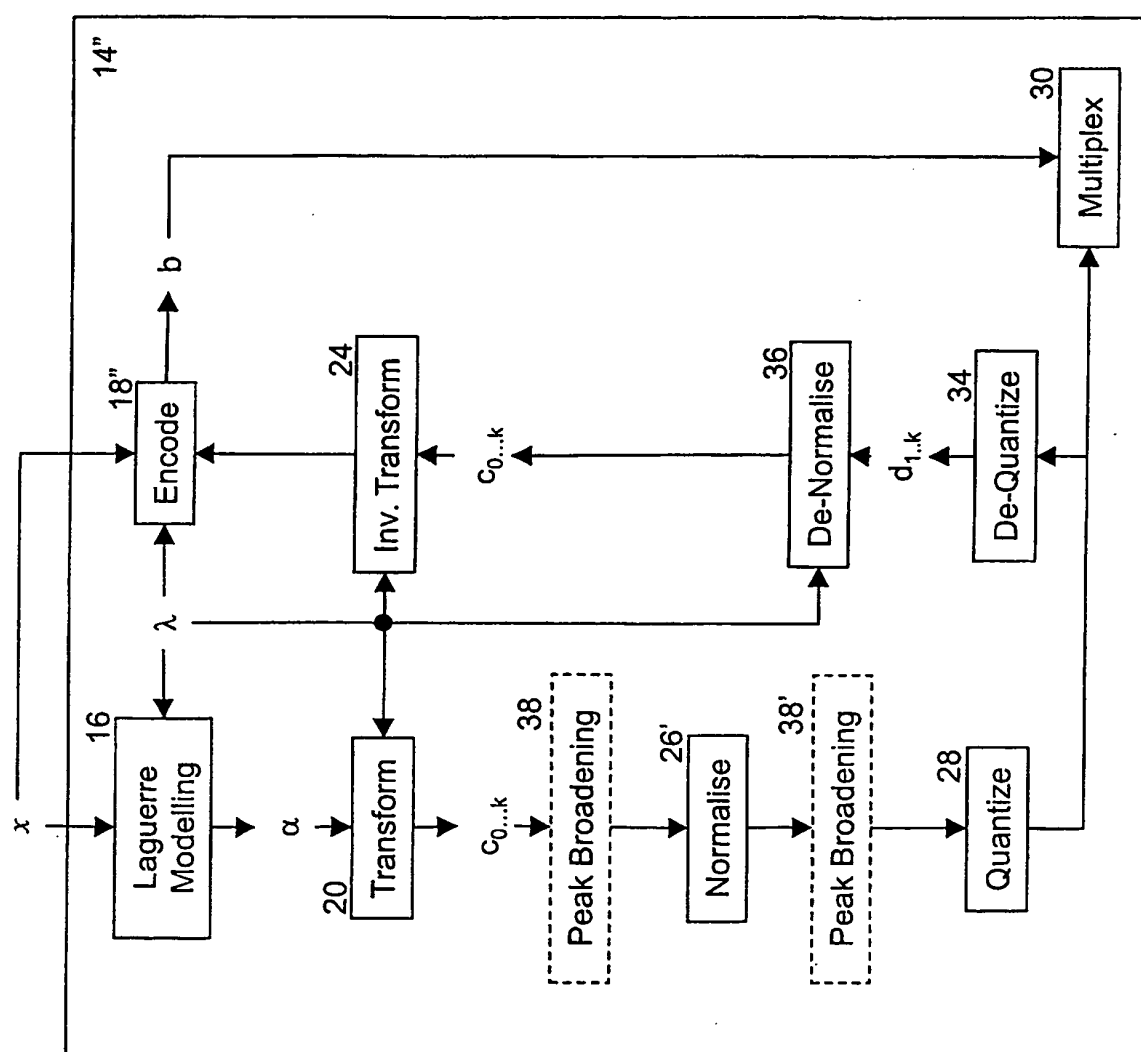 14"
x
16
Laguerre
Modelling
λ
18"
Encode
b
α
20
Transform
24
Inv. Transform
c0...k
c0...k
38
Peak Broadening
26'
Normalise
36
De-Normalise
38'
Peak Broadening
d1..k
28
Quantize
34
De-Quantize
30
Multiplex